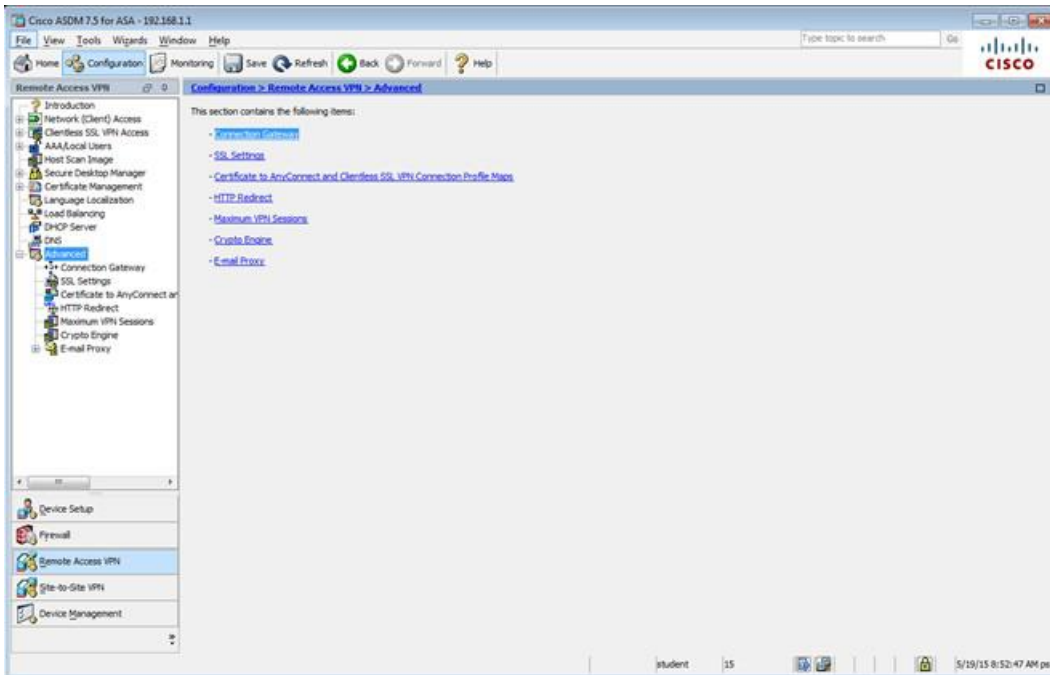 Cisco ASDM 7.5 for ASA - 192.168.1.1
File View Tools Wizards Window Help
Type topic to search Go
Home Configuration Monitoring Save Refresh Back Forward Help
CISCO
Remote Access VPN
Configuration > Remote Access VPN > Advanced
Introduction
Network (Client) Access
Clientless SSL VPN Access
AAA/Local Users
Host Scan Image
Secure Desktop Manager
Certificate Management
Language Localization
Load Balancing
DHCP Server
DNS
Advanced
Connection Gateway
SSL Settings
Certificate to AnyConnect an
HTTP Redirect
Maximum VPN Sessions
Crypto Engine
E-mail Proxy
This section contains the following items:
- Connection Gateway
- SSL Settings
- Certificate to AnyConnect and Clientless SSL VPN Connection Profile Maps
- HTTP Redirect
- Maximum VPN Sessions
- Crypto Engine
- E-mail Proxy
Device Setup
Firewall
Remote Access VPN
Site-to-Site VPN
Device Management
student 15 5/19/15 8:52:47 AM ps